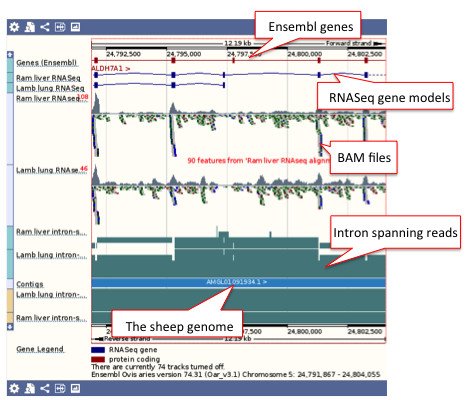 Ensembl genes
12.19 kb
Forward strand
24,792,500
24,795,000
24,797,500
24,800,000
24,802,500
Genes (Ensembl)
ALDH7A1 >
Ram liver RNASeq
Lamb lung RNASeq
Ram liver RNASeq...
108
RNASeq gene models
BAM files
90 features from "Ram liver RNAseq alignm
Lamb lung RNAse...
46
Ram liver intron-s...
Intron spanning reads
Lamb lung intron-...
Contigs
AMGL01091934.1 >
Lamb lung intron-...
The sheep genome
Ram liver intron-s...
24,800,000
24,802,500
Reverse strand
12.19 kb
Gene Legend
RNASeq gene
protein coding
There are currently 74 tracks turned off.
Ensembl Ovis aries version 74.31 (Oar_v3.1) Chromosome 5: 24,791,867 - 24,804,055